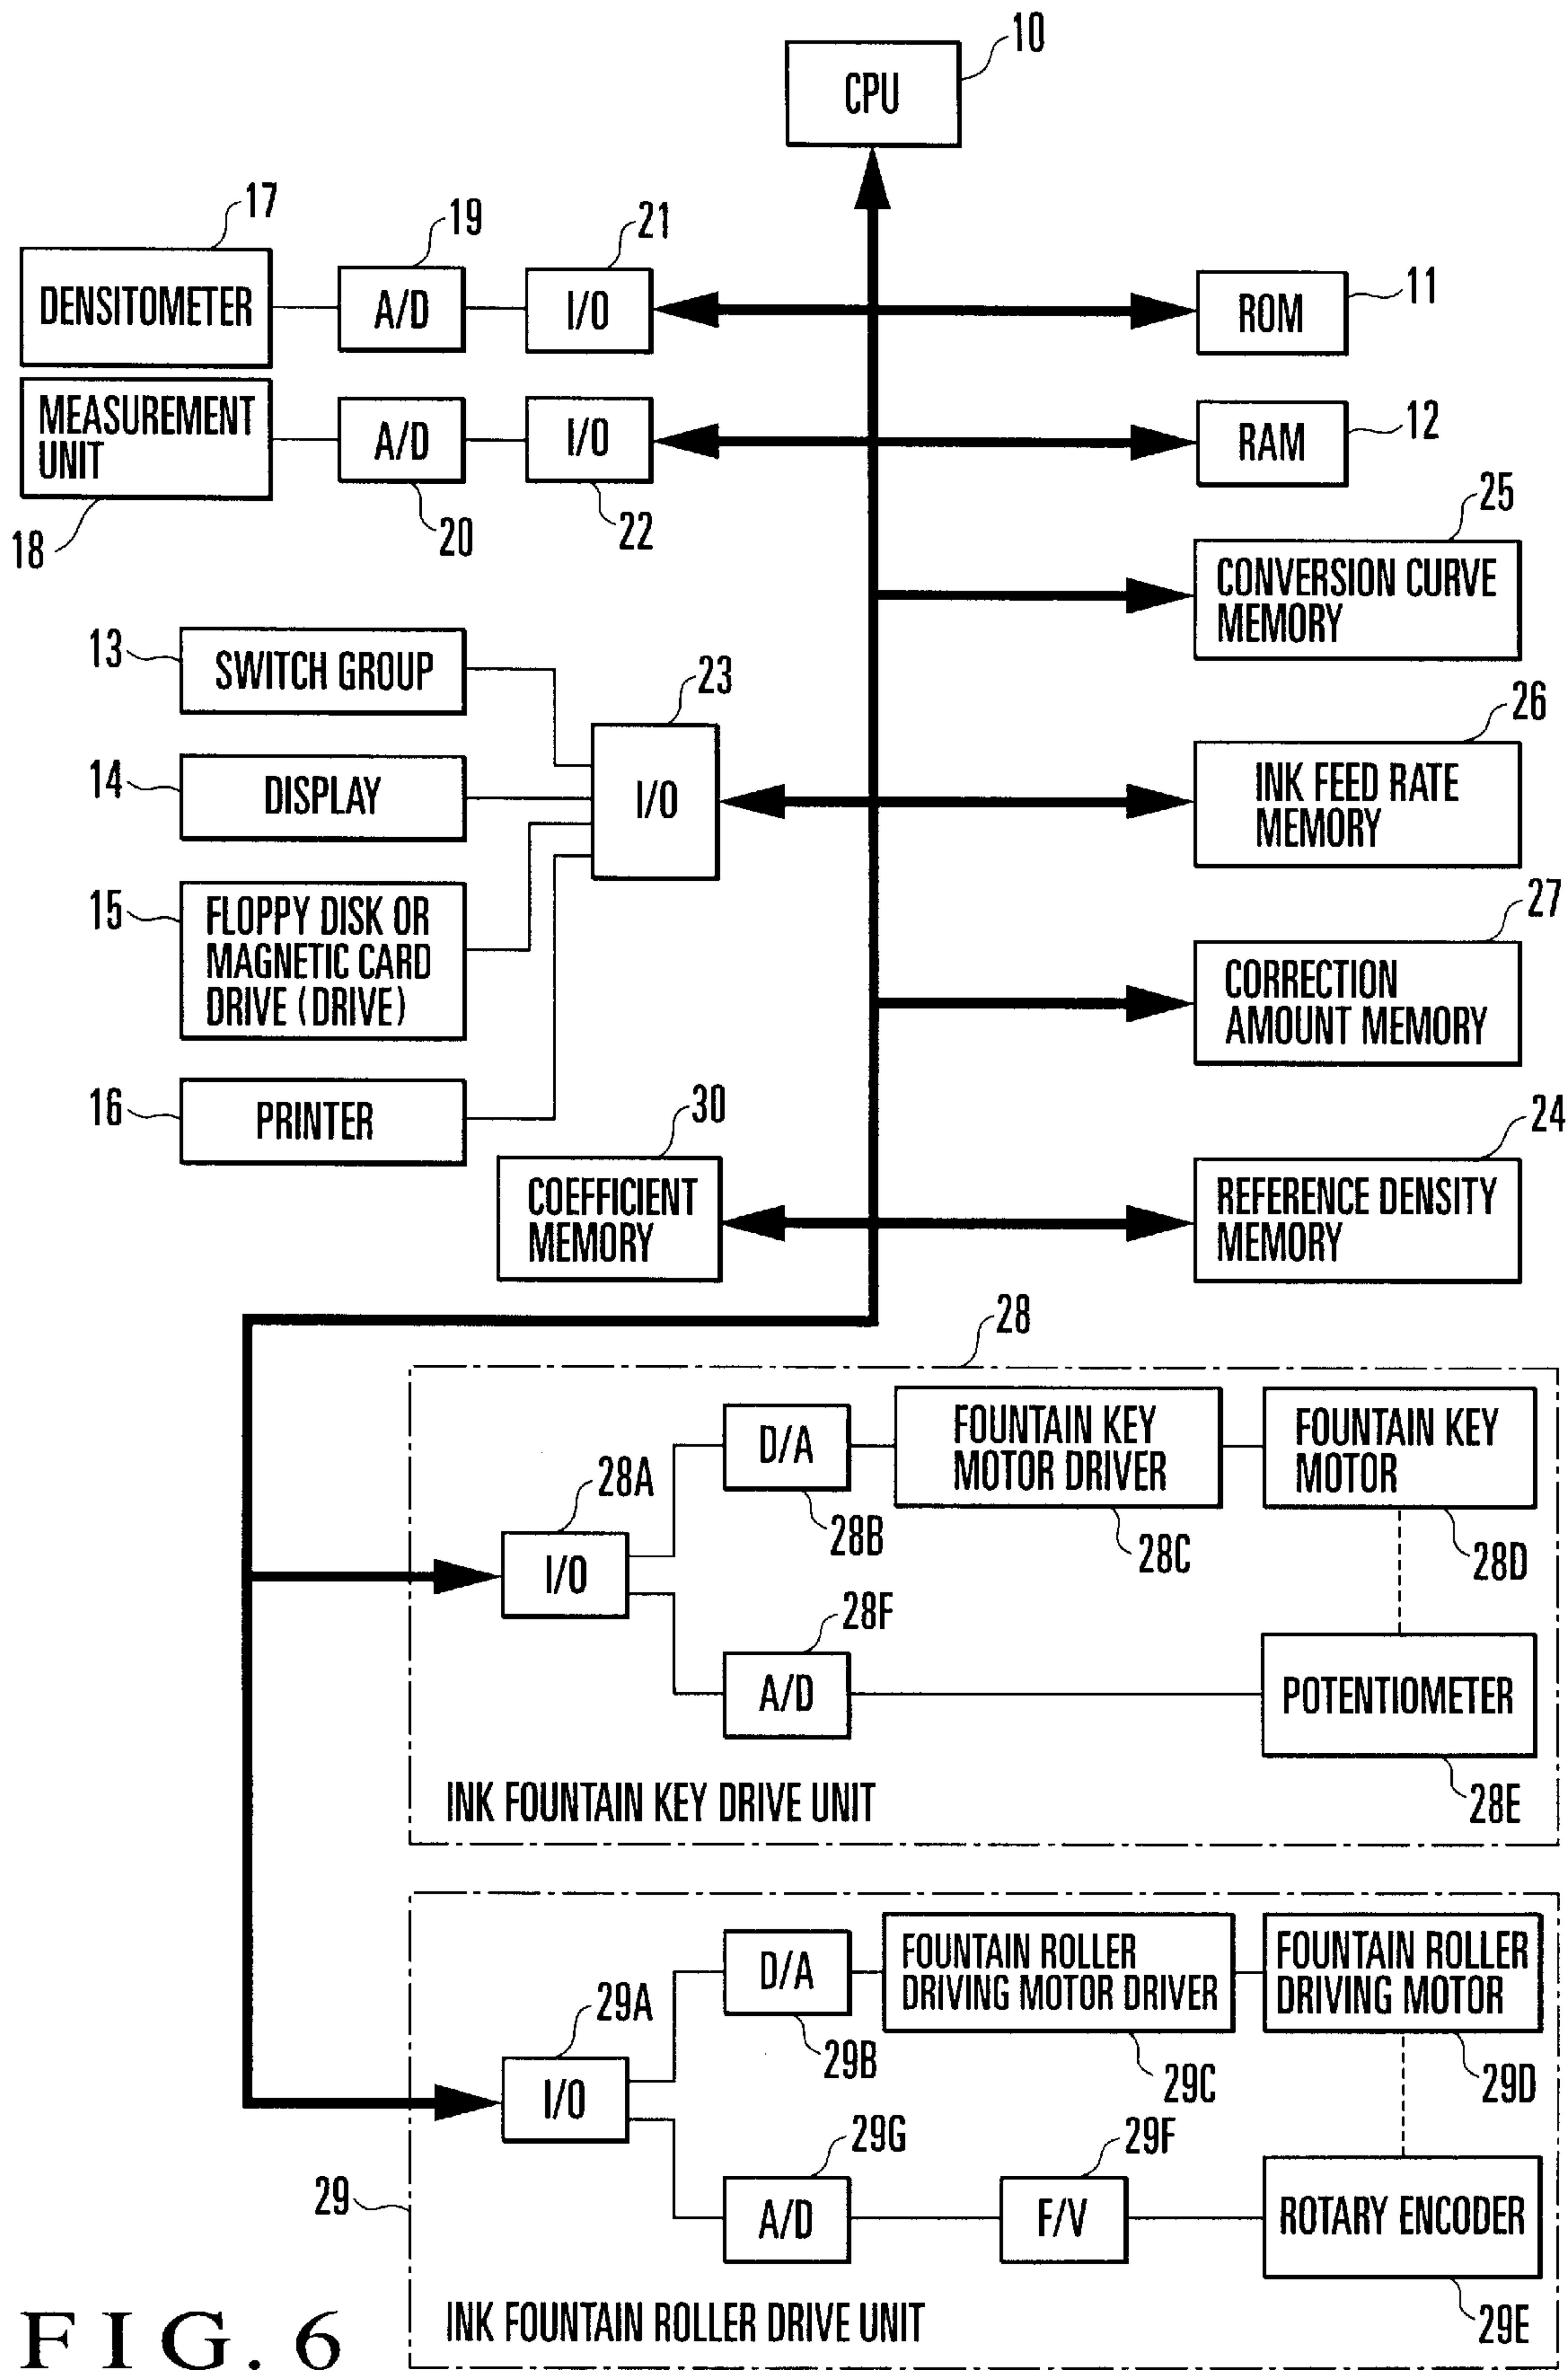 10
CPU
17
19
21
DENSITOMETER
A/D
I/O
ROM
11
MEASUREMENT
UNIT
A/D
I/O
RAM
12
18
20
22
25
CONVERSION CURVE
MEMORY
13
SWITCH GROUP
23
26
14
DISPLAY
I/O
INK FEED RATE
MEMORY
15
FLOPPY DISK OR
MAGNETIC CARD
DRIVE (DRIVE)
27
CORRECTION
AMOUNT MEMORY
16
PRINTER
30
24
COEFFICIENT
MEMORY
REFERENCE DENSITY
MEMORY
28
D/A
FOUNTAIN KEY
MOTOR DRIVER
FOUNTAIN KEY
MOTOR
28A
28B
28C
28D
I/O
28F
A/D
POTENTIOMETER
28E
INK FOUNTAIN KEY DRIVE UNIT
D/A
FOUNTAIN ROLLER
DRIVING MOTOR DRIVER
FOUNTAIN ROLLER
DRIVING MOTOR
29A
29B
29C
29D
I/O
29G
29F
29
A/D
F/V
ROTARY ENCODER
29E
INK FOUNTAIN ROLLER DRIVE UNIT
FIG. 6